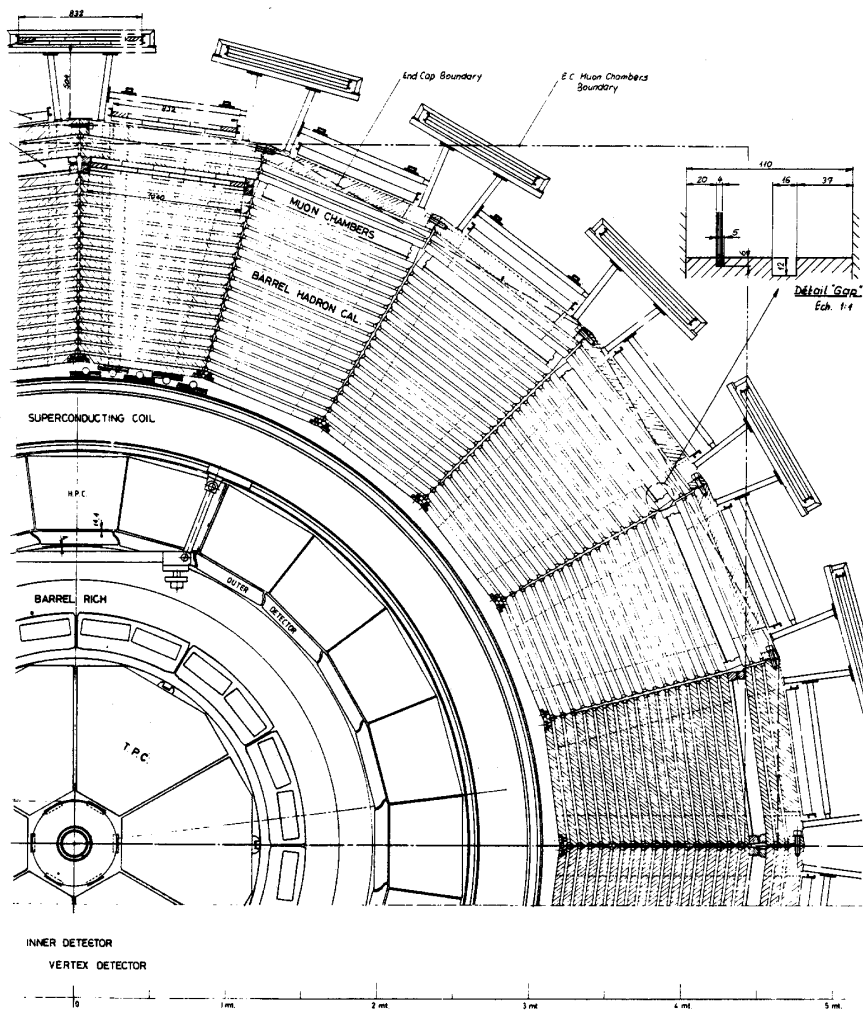 832
End Cap Boundary
E.C Muon Chambers
Boundary
832
110
20 4 16 37
5
12
Détail "Gap"
Ech. 1:1
MUON CHAMBERS
BARREL HADRON CAL.
SUPERCONDUCTING COIL
H.P.C.
OUTER
DETECTOR
BARREL RICH
T.P.C.
INNER DETECTOR
VERTEX DETECTOR
0 1 mt. 2 mt. 3 mt 4 mt. 5 mt.